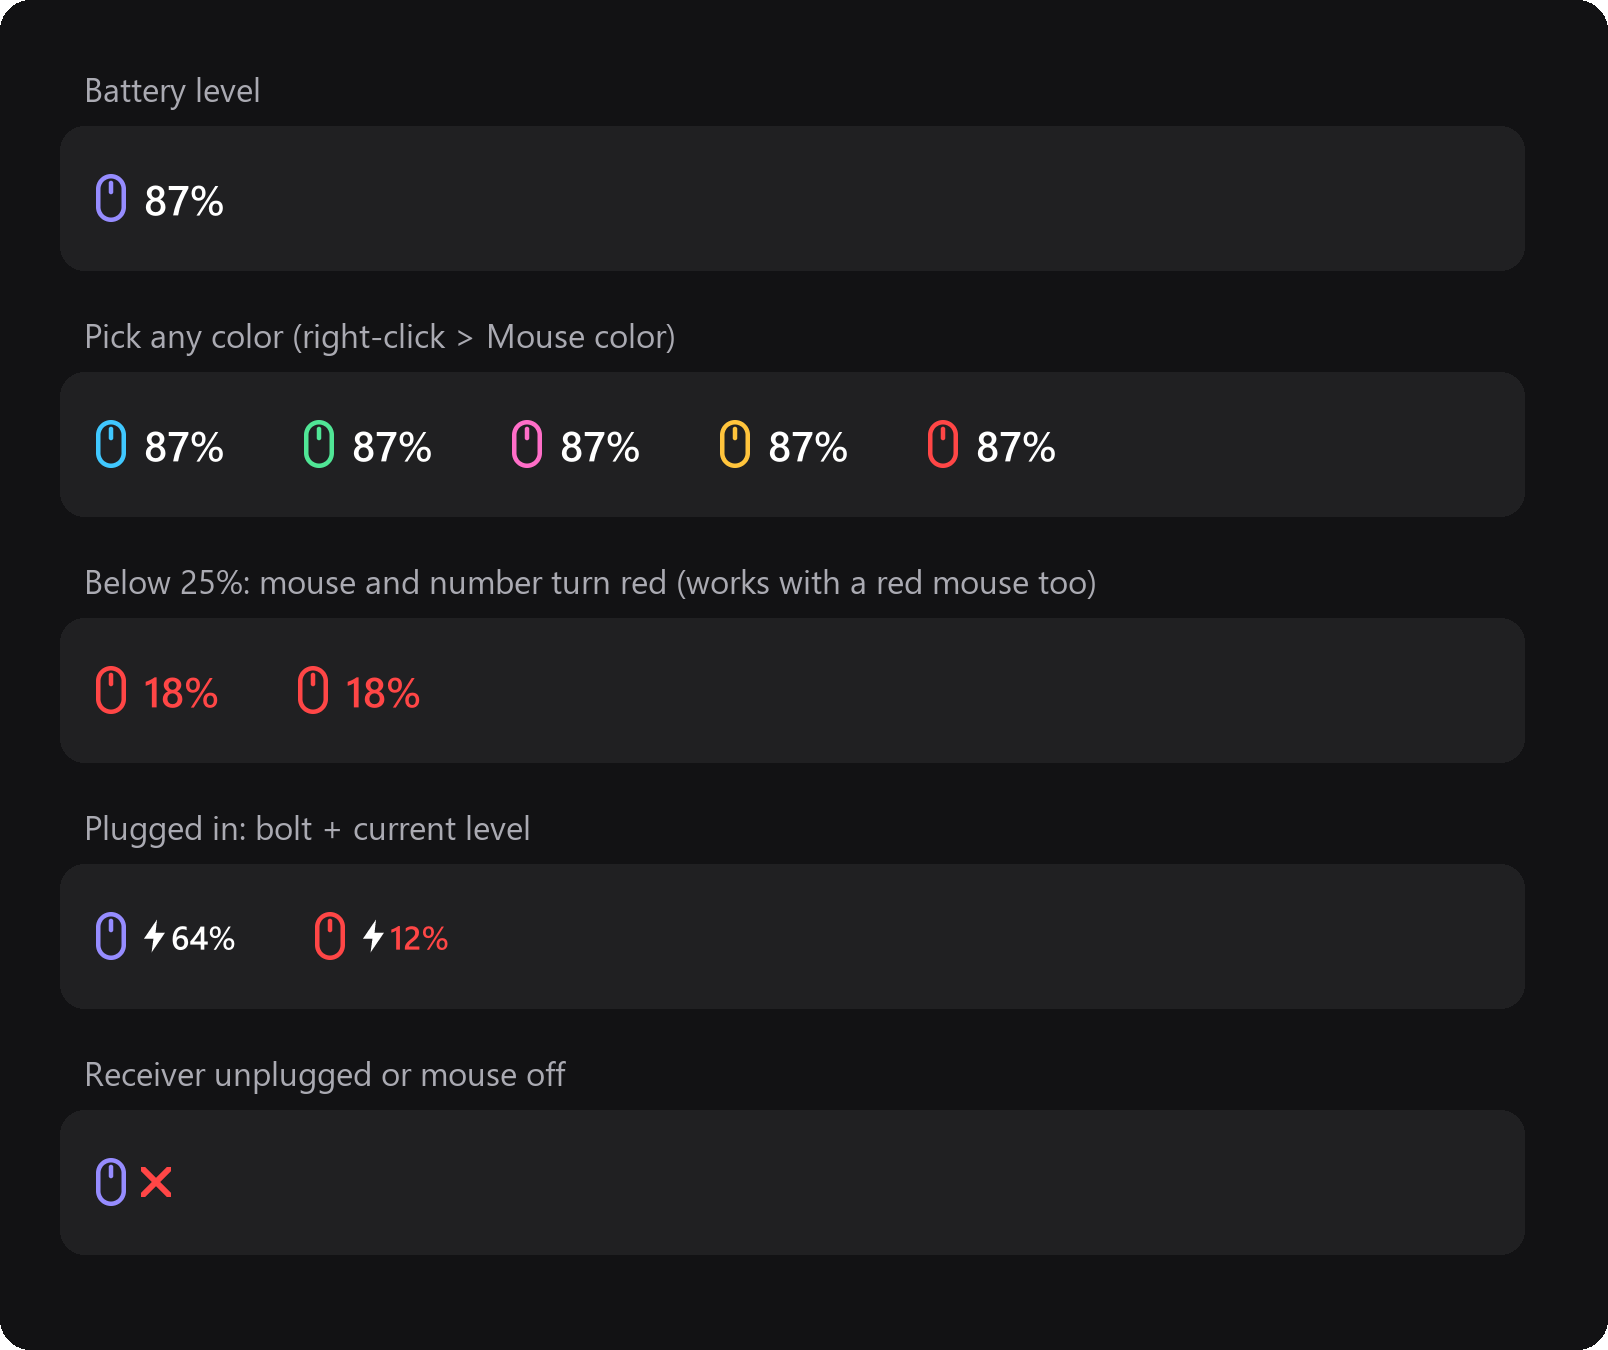 Battery level
87%
Pick any color (right-click > Mouse color)
87% 87% 87% 87% 87%
Below 25%: mouse and number turn red (works with a red mouse too)
18% 18%
Plugged in: bolt + current level
64% 12%
Receiver unplugged or mouse off